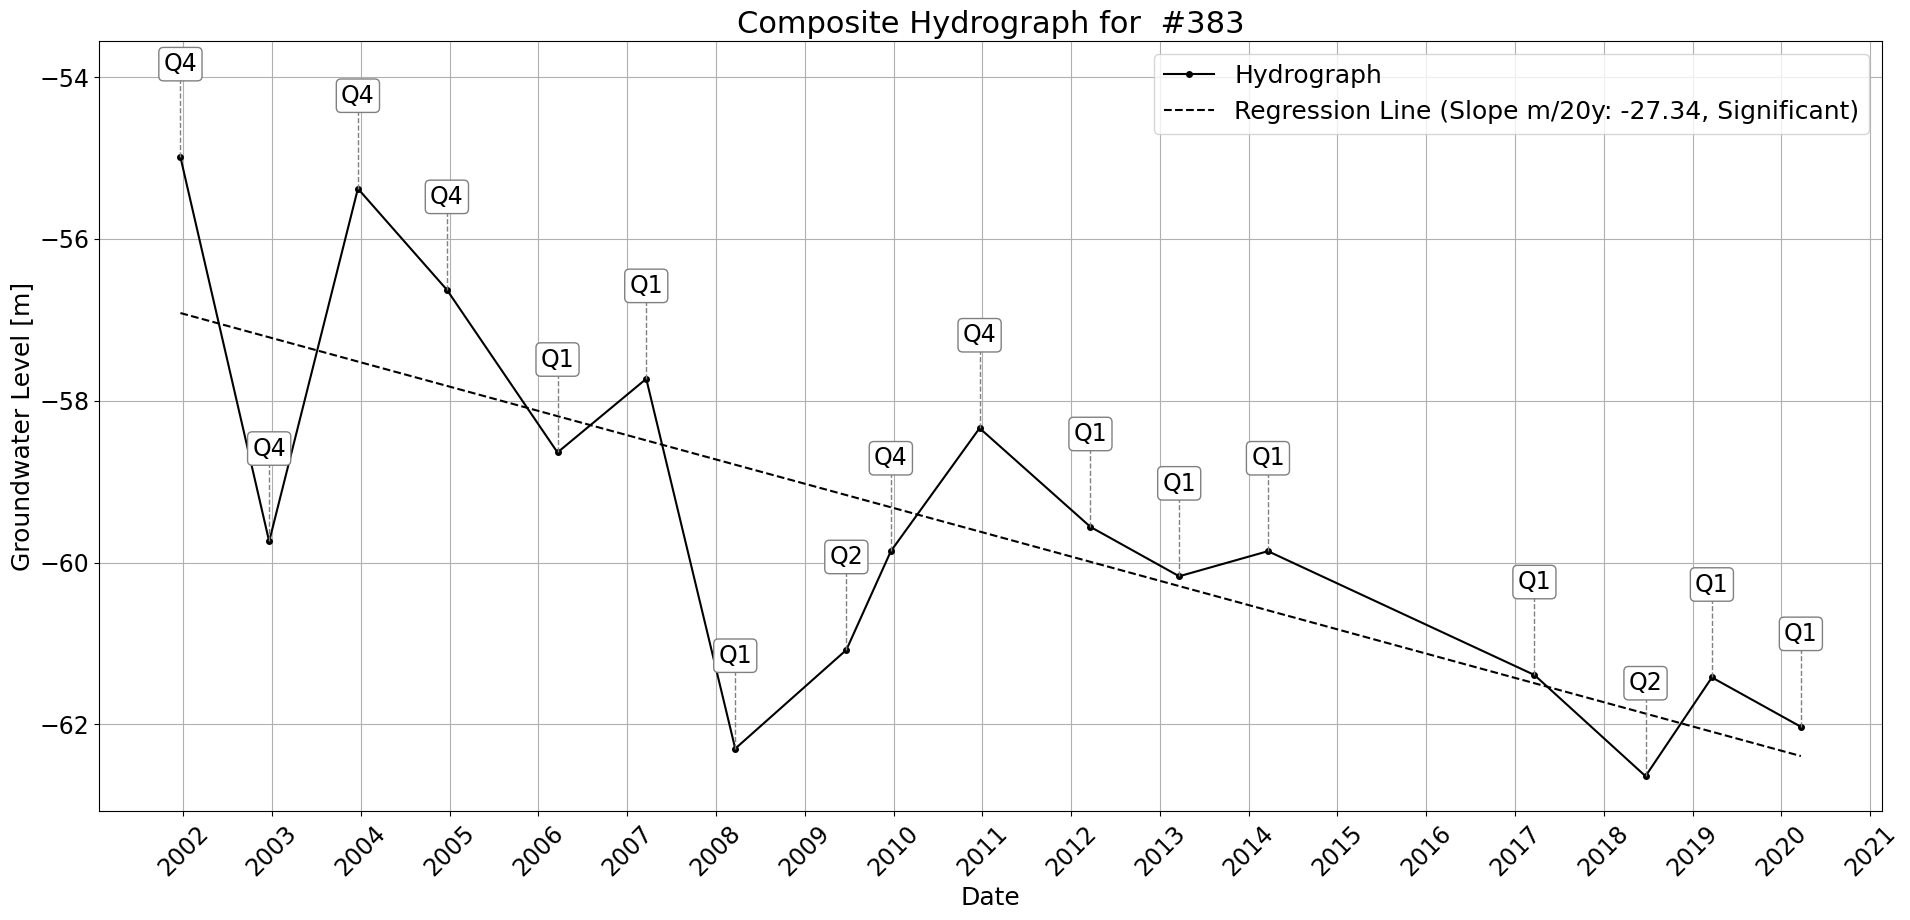 Composite Hydrograph for  #383
Hydrograph
Regression Line (Slope m/20y: -27.34, Significant)
Groundwater Level [m]
−54
−56
−58
−60
−62
Q4
Q4
Q4
Q4
Q1
Q1
Q1
Q2
Q4
Q4
Q1
Q1
Q1
Q1
Q2
Q1
Q1
2002
2003
2004
2005
2006
2007
2008
2009
2010
2011
2012
2013
2014
2015
2016
2017
2018
2019
2020
2021
Date